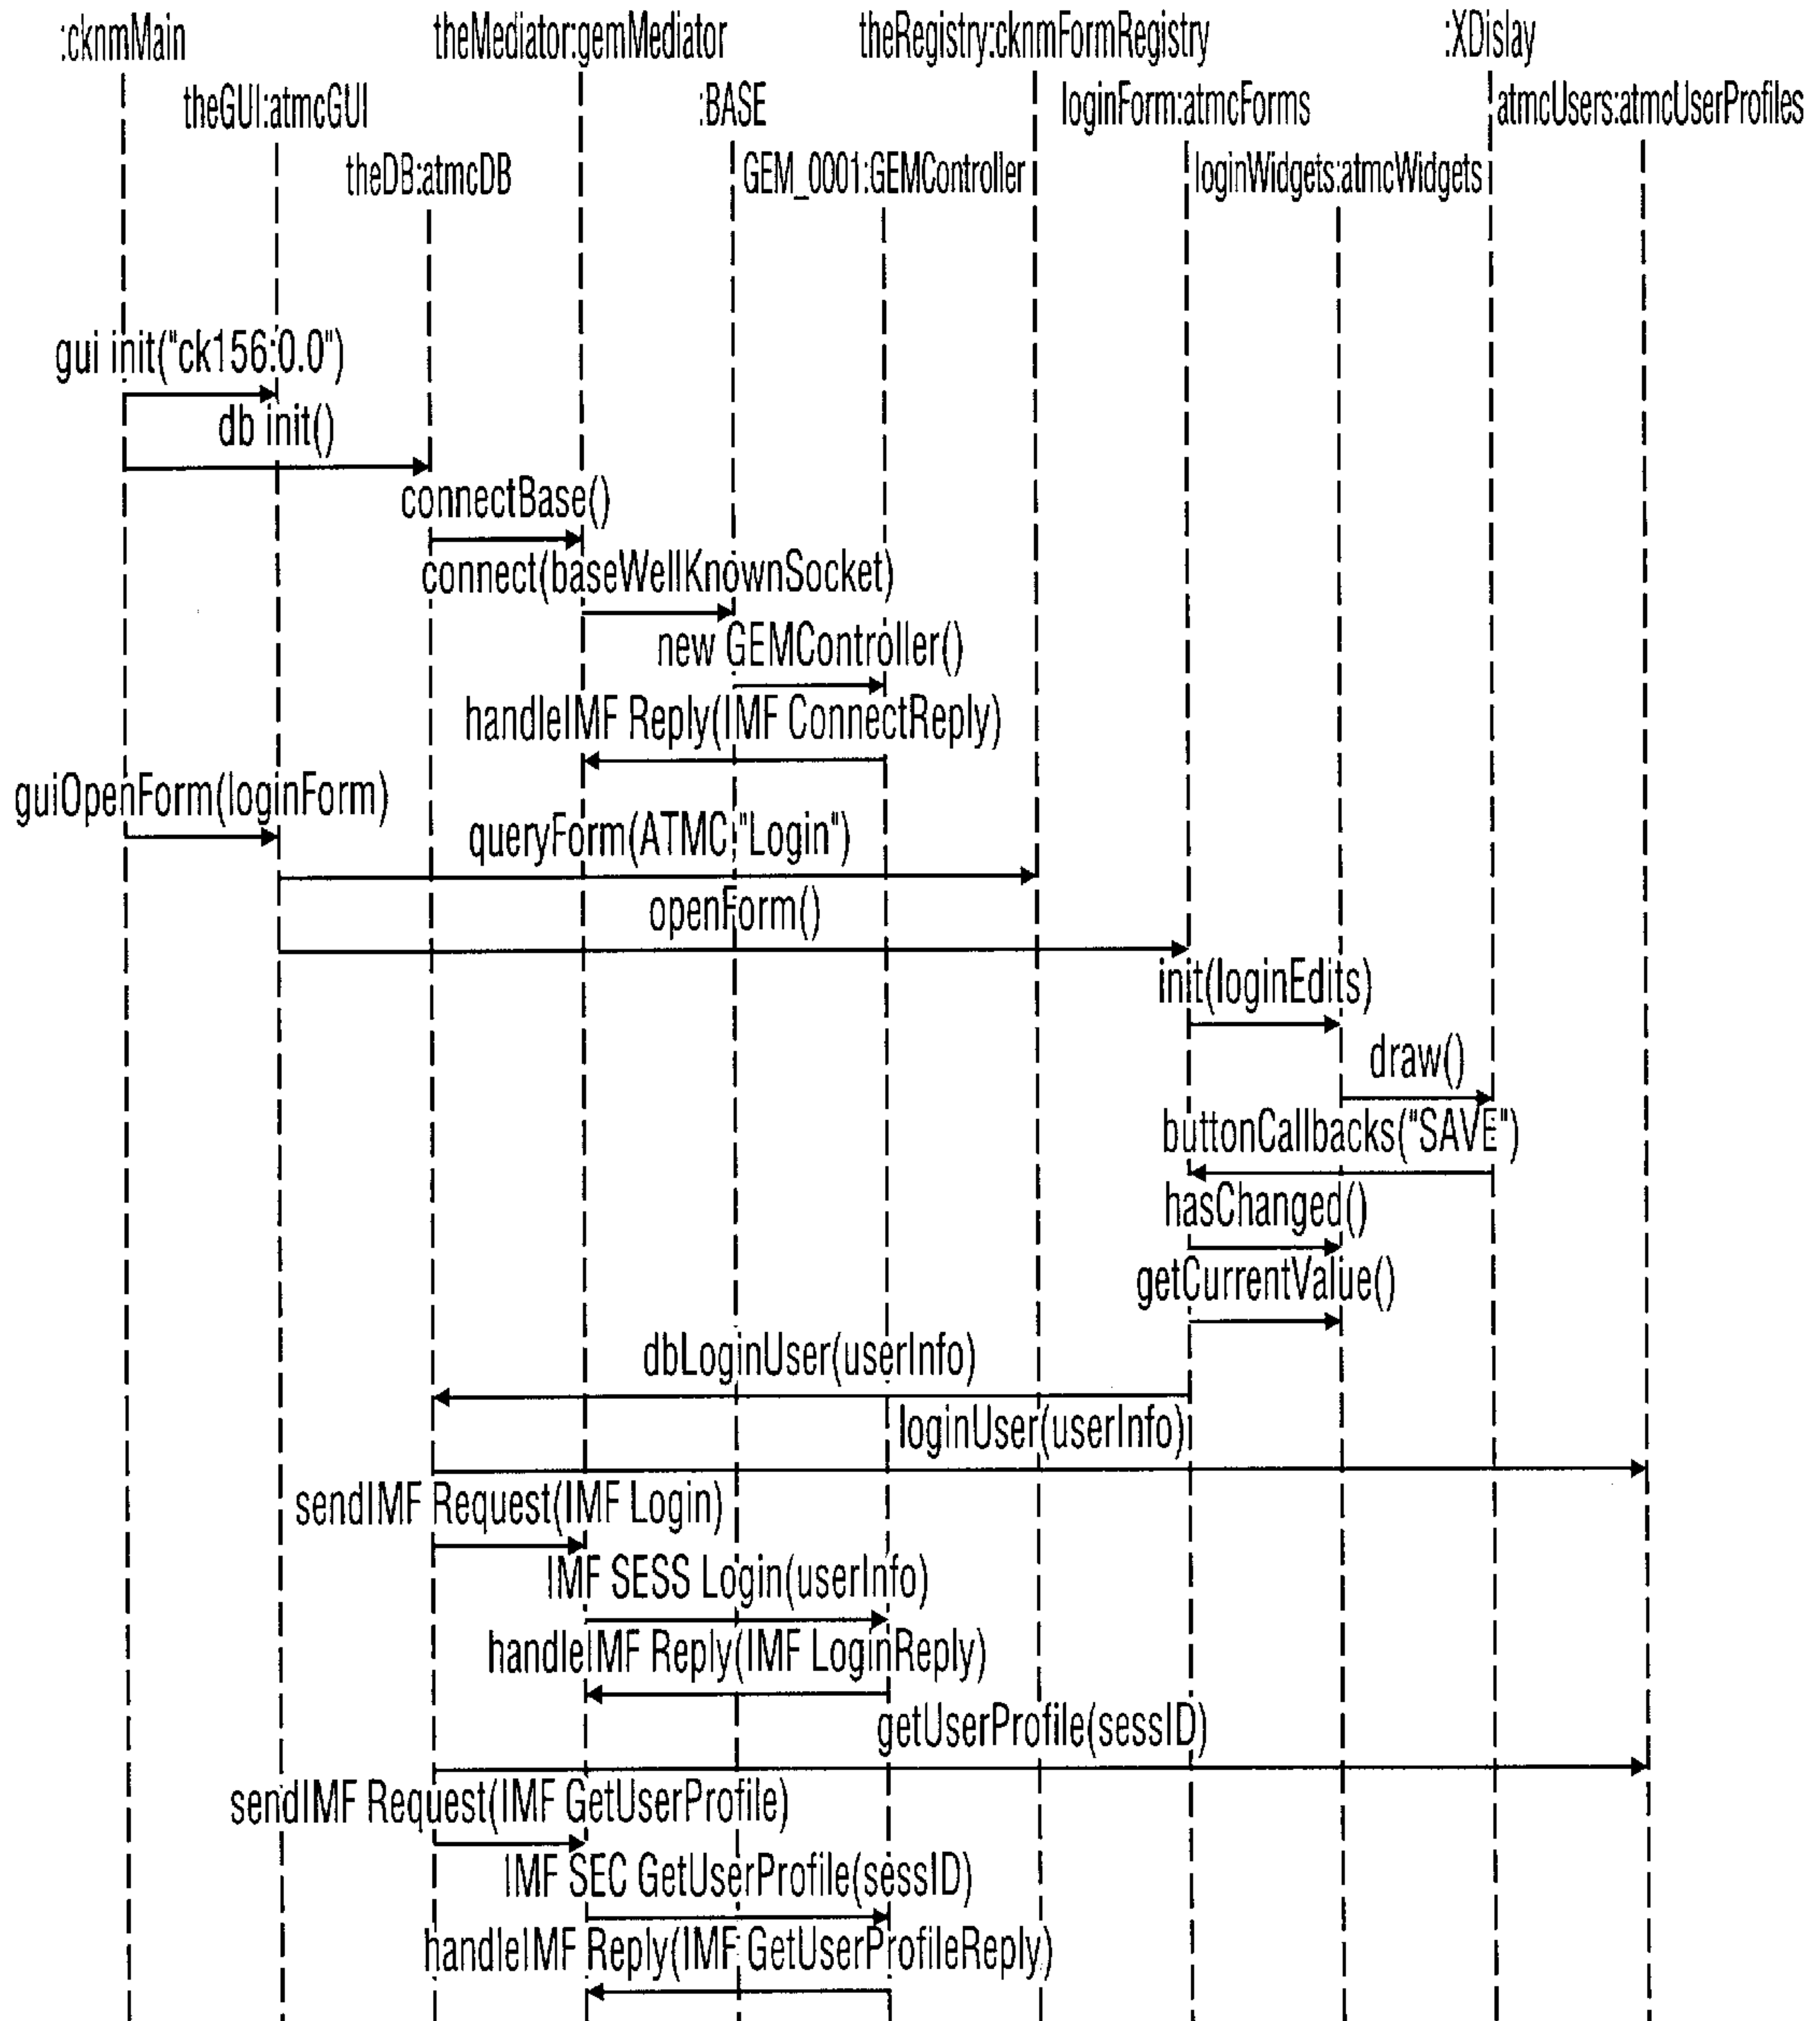 :cknmMain theMediator:gemMediator theRegistry:cknmFormRegistry :XDislay
theGUI:atmcGUI :BASE loginForm:atmcForms atmcUsers:atmcUserProfiles
theDB:atmcDB GEM_0001:GEMController loginWidgets:atmcWidgets
gui init("ck156:0.0")
db init()
connectBase()
connect(baseWellKnownSocket)
new GEMController()
handleIMF Reply(IMF ConnectReply)
guiOpenForm(loginForm)
queryForm(ATMC,"Login")
openForm()
init(loginEdits)
draw()
buttonCallbacks("SAVE")
hasChanged()
getCurrentValue()
dbLoginUser(userInfo)
loginUser(userInfo)
sendIMF Request(IMF Login)
IMF SESS Login(userInfo)
handleIMF Reply(IMF LoginReply)
getUserProfile(sessID)
sendIMF Request(IMF GetUserProfile)
IMF SEC GetUserProfile(sessID)
handleIMF Reply(IMF GetUserProfileReply)